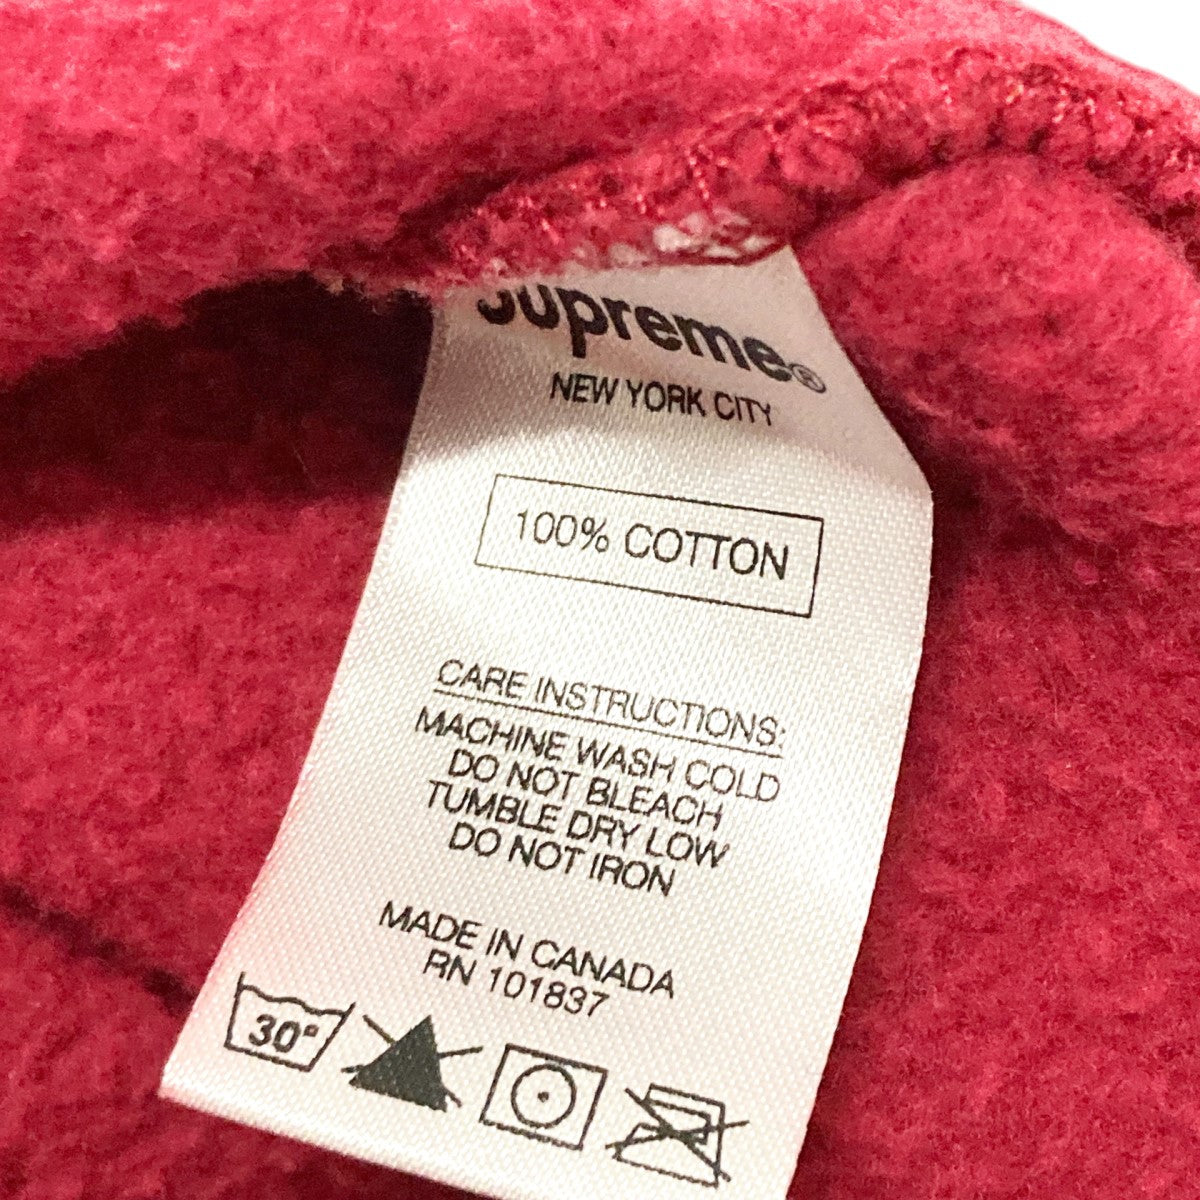 Supreme®
NEW YORK CITY
100% COTTON
CARE INSTRUCTIONS:
MACHINE WASH COLD
DO NOT BLEACH
TUMBLE DRY LOW
DO NOT IRON
MADE IN CANADA
RN 101837
30°